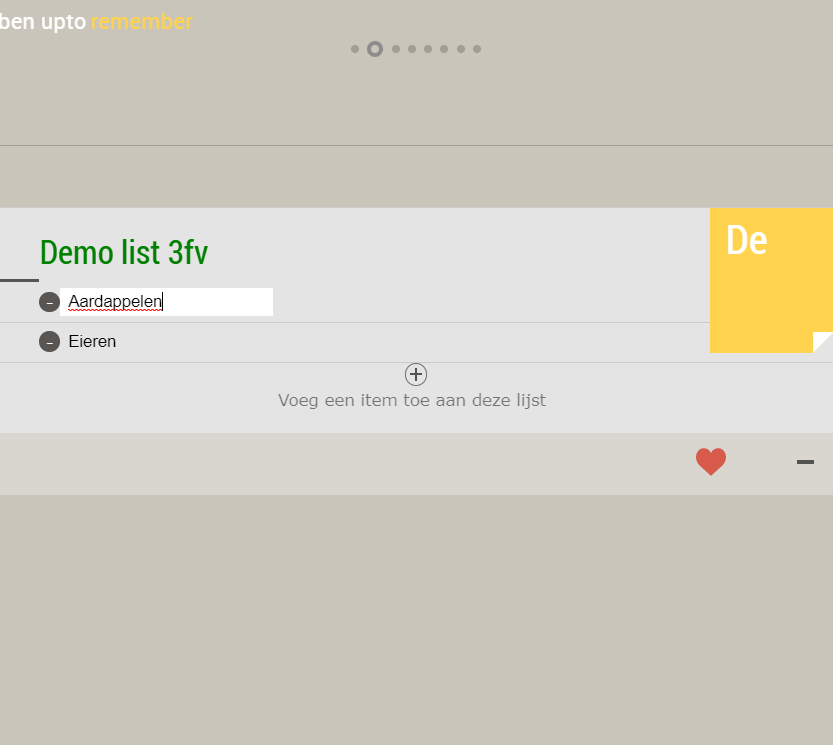 ben upto remember
Demo list 3fv
De
Aardappelen
Eieren
Voeg een item toe aan deze lijst